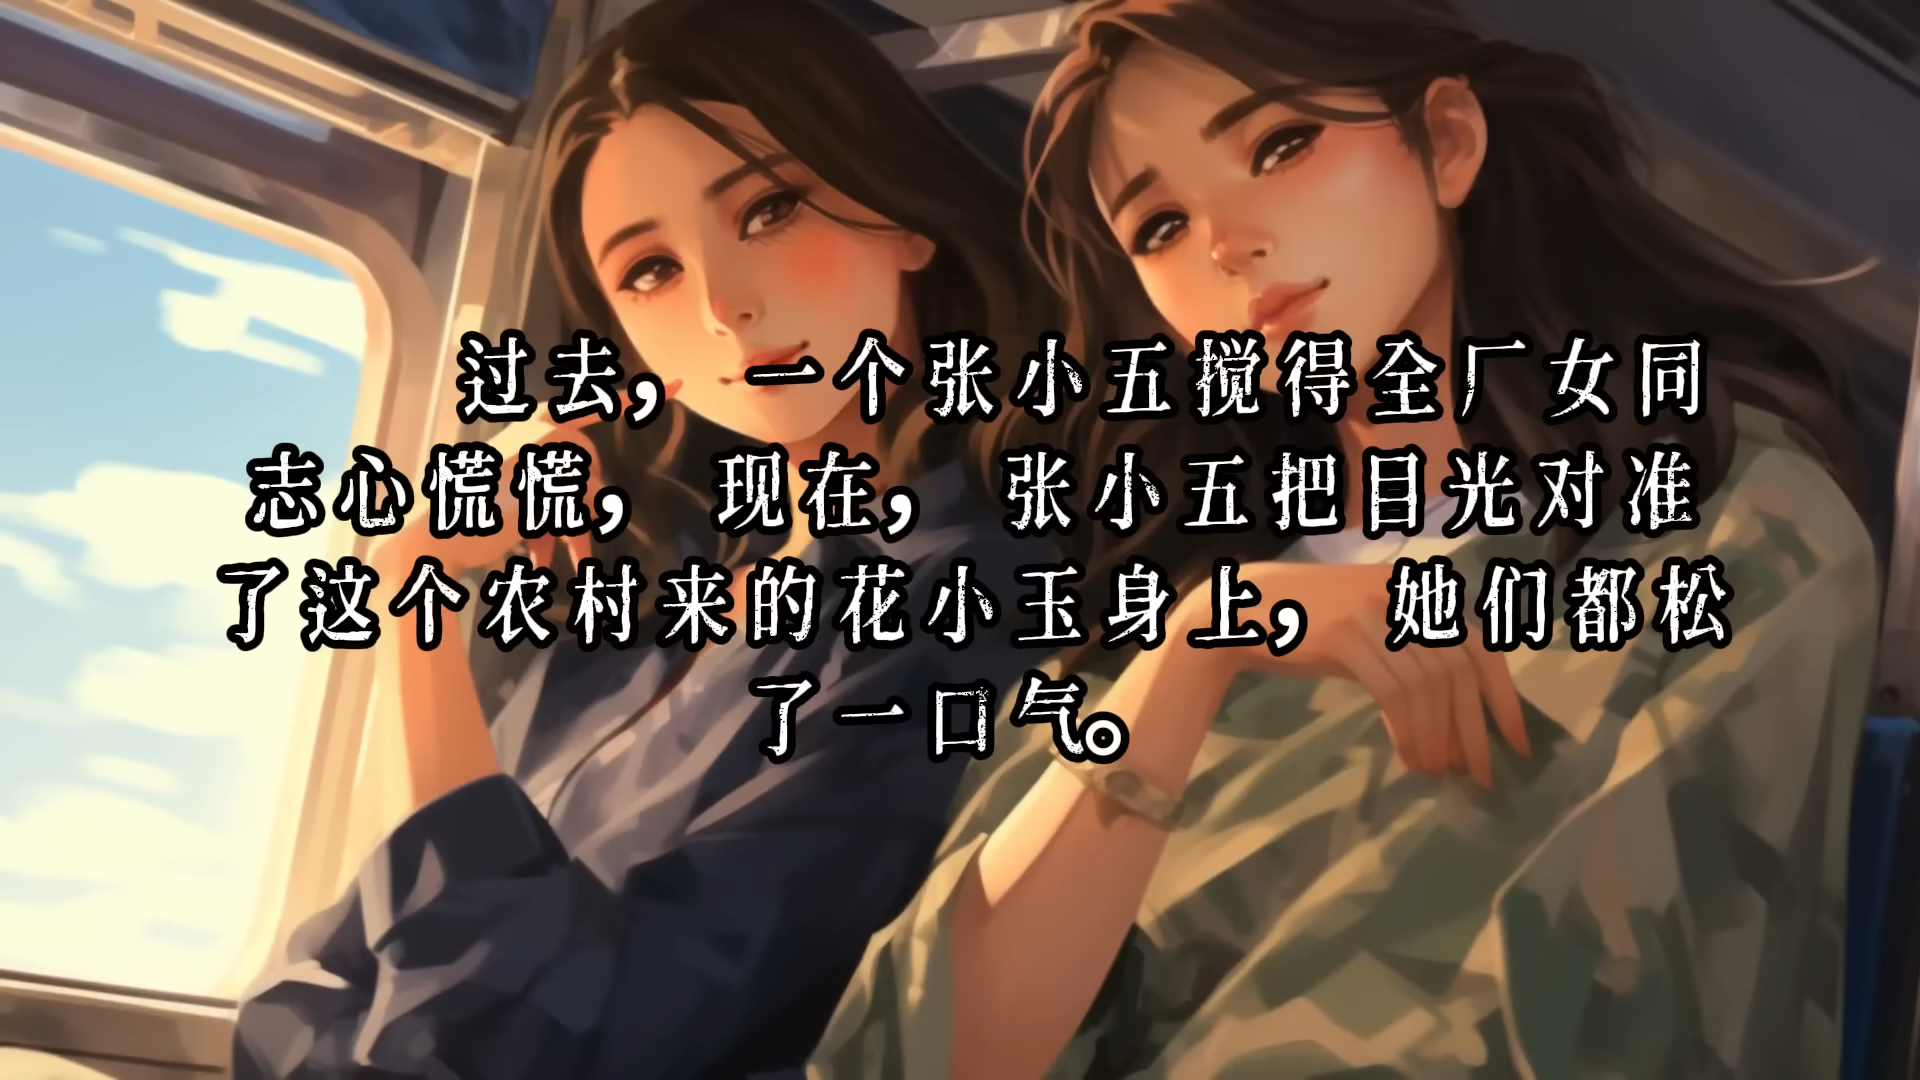 过去，一个张小五搅得全厂女同
志心慌慌，现在，张小五把目光对准
了这个农村来的花小玉身上，她们都松
了一口气。